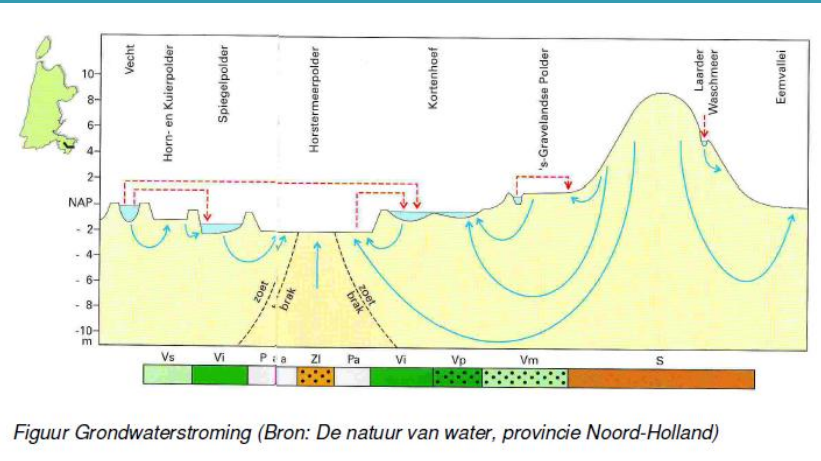 Vecht
Horn- en Kuierpolder
Spiegelpolder
Horstermeerpolder
Kortenhoef
's-Gravelandse Polder
Laarder
Waschmeer
Eemvallei
10
8
6
4
2
NAP
- 2
- 4
- 6
- 8
-10
m
zoet
brak
zoet
brak
Vs Vi P a a Zl Pa Vi Vp Vm S
Figuur Grondwaterstroming (Bron: De natuur van water, provincie Noord-Holland)